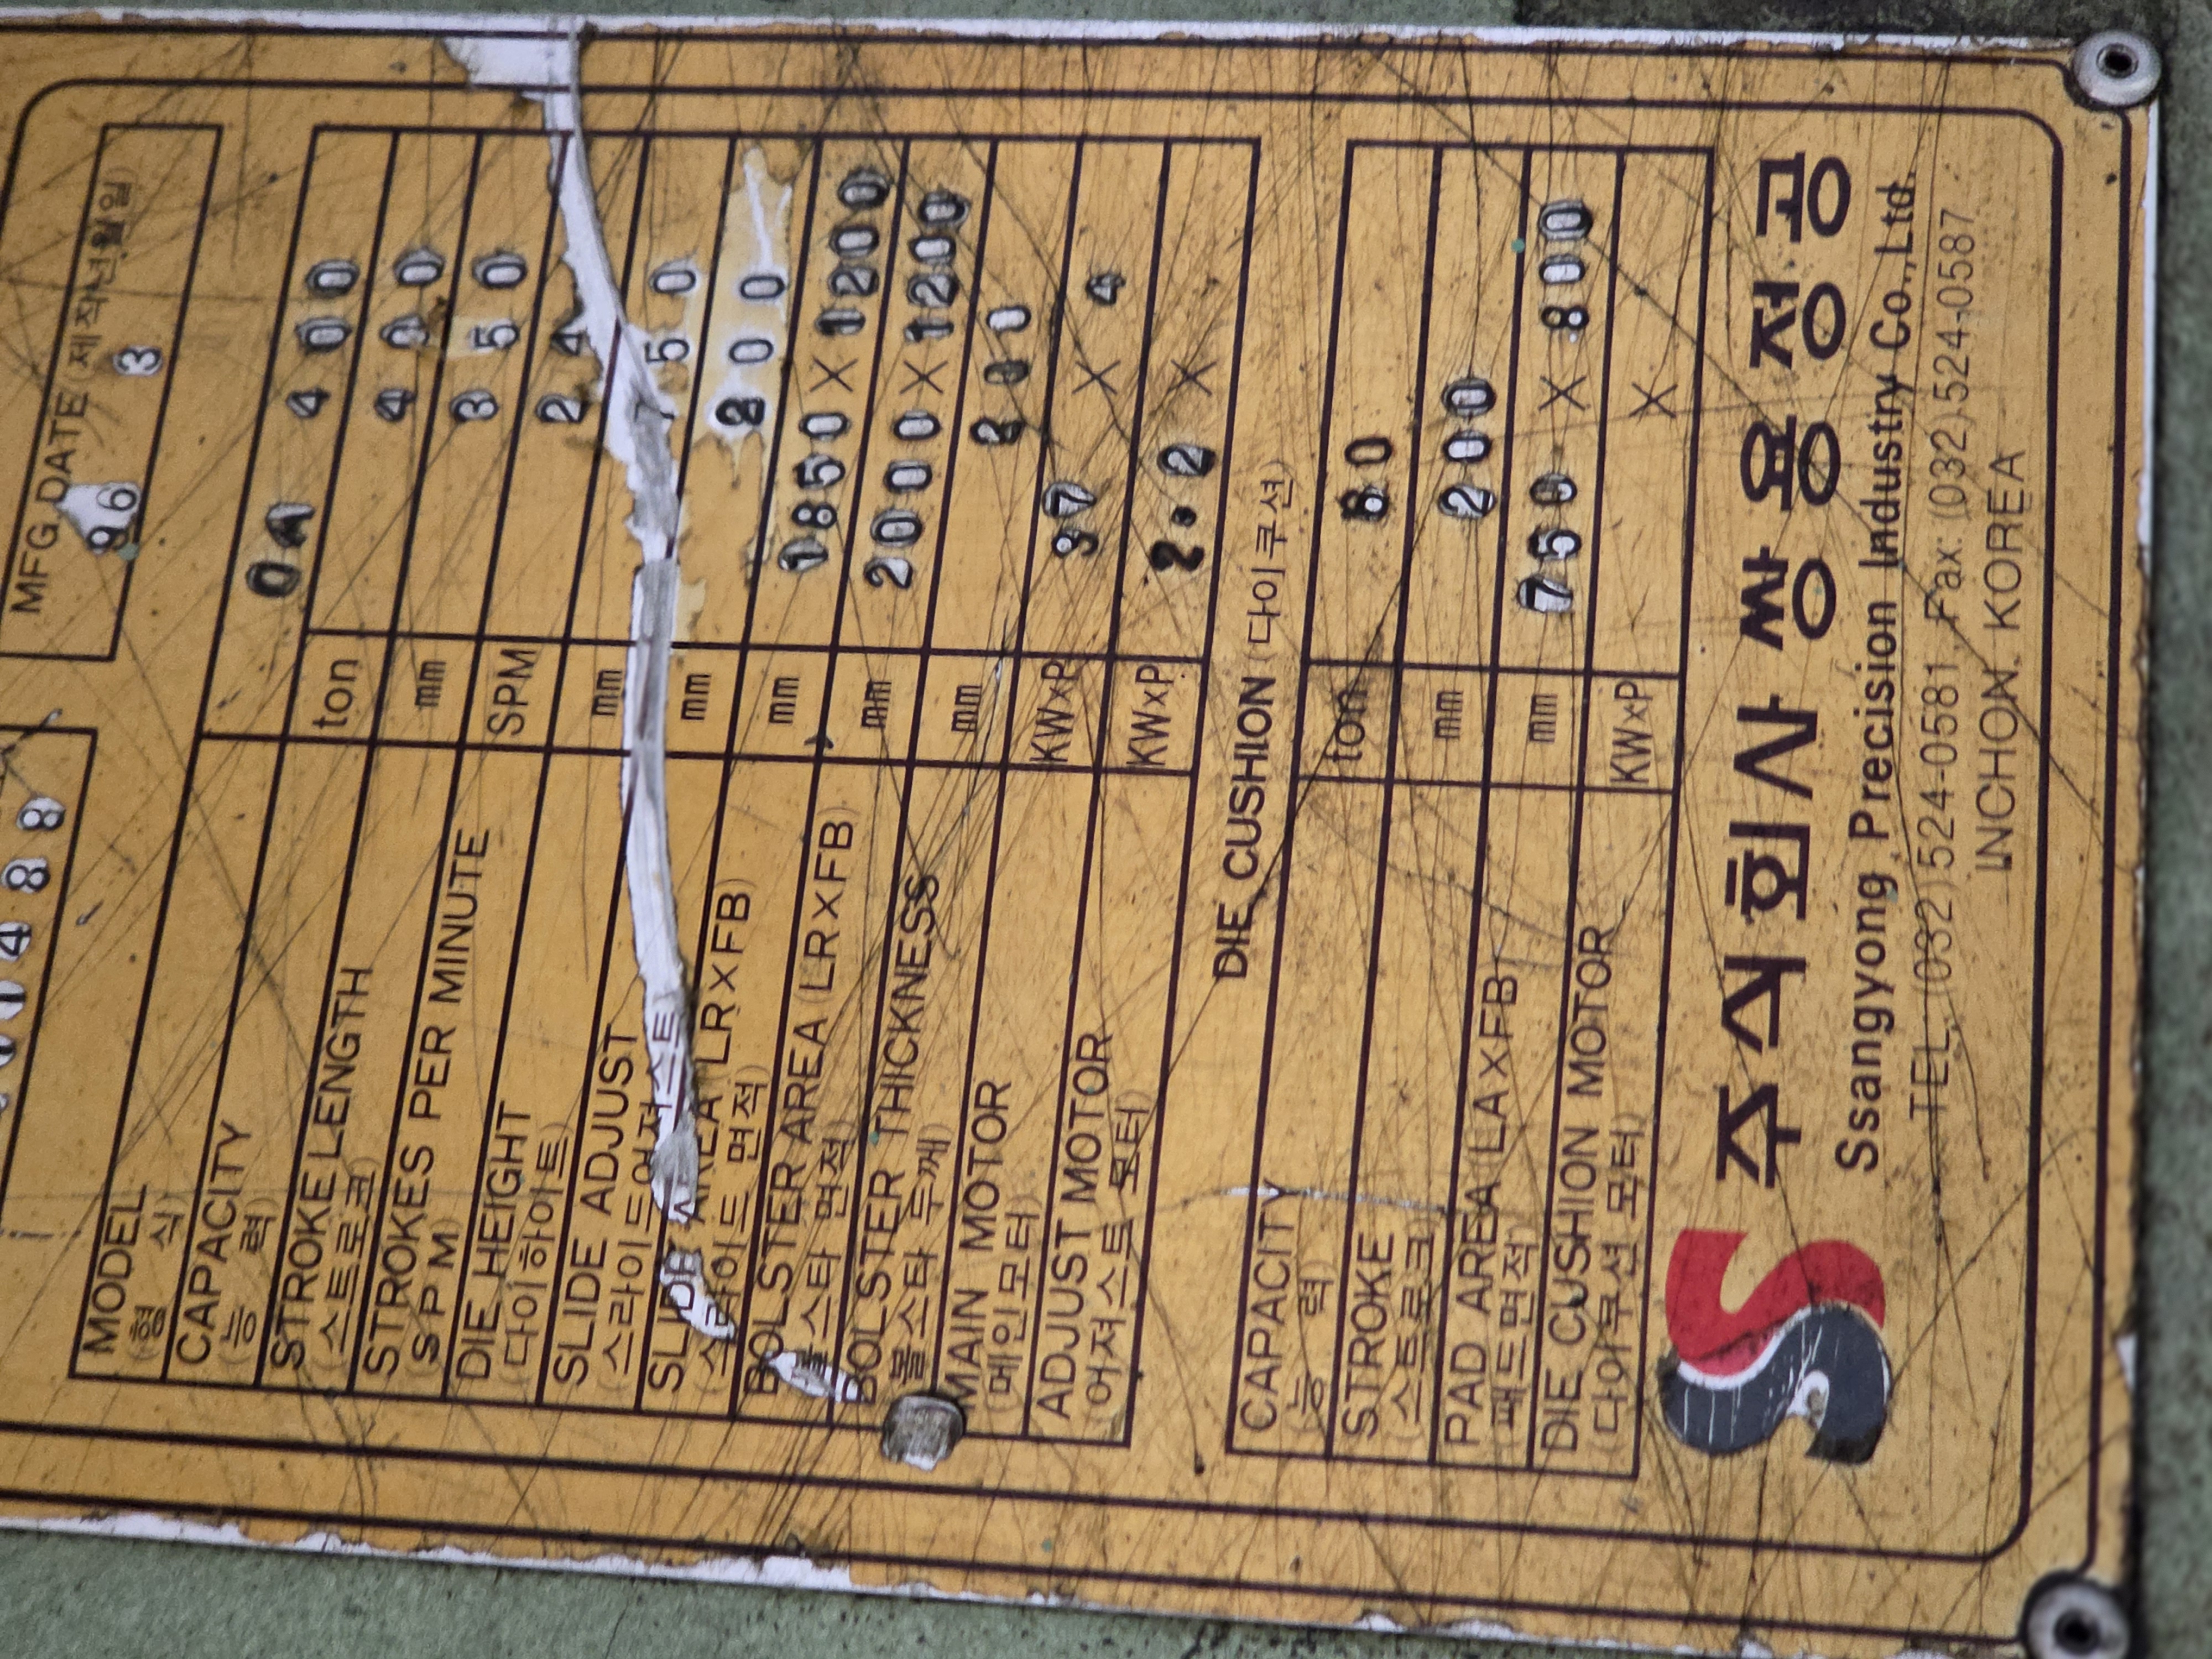 488
MFG DATE (제작년월일)
96 3
MODEL 0A 400
(형 식)
CAPACITY ton 400
(능 력)
STROKE LENGTH mm 350
(스트로크)
STROKES PER MINUTE SPM 24
(S P M)
DIE HEIGHT mm 750
(다이하이트)
SLIDE ADJUST mm 200
(스라이드어져스트)
SLIDE AREA (LR×FB) mm 1850×1200
(스라이드 면적)
BOLSTER AREA (LR×FB) mm 2000×1200
(볼스타 면적)
BOLSTER THICKNESS mm 200
(볼스타 두께)
MAIN MOTOR KW×P 37 × 4
(메인모터)
ADJUST MOTOR KW×P 2.2 ×
(어져스트 모터)
DIE CUSHION (다이쿠션)
CAPACITY ton
(능 력)
STROKE mm 200
(스트로크)
PAD AREA (LA×FB) mm 750 × 800
(패드면적)
DIE CUSHION MOTOR KW×P ×
(다이쿠션 모터)
주식회사 쌍용정공
Ssangyong Precision Industry Co.,Ltd.
TEL.(032)524-0581 Fax:(032)524-0587
INCHON. KOREA